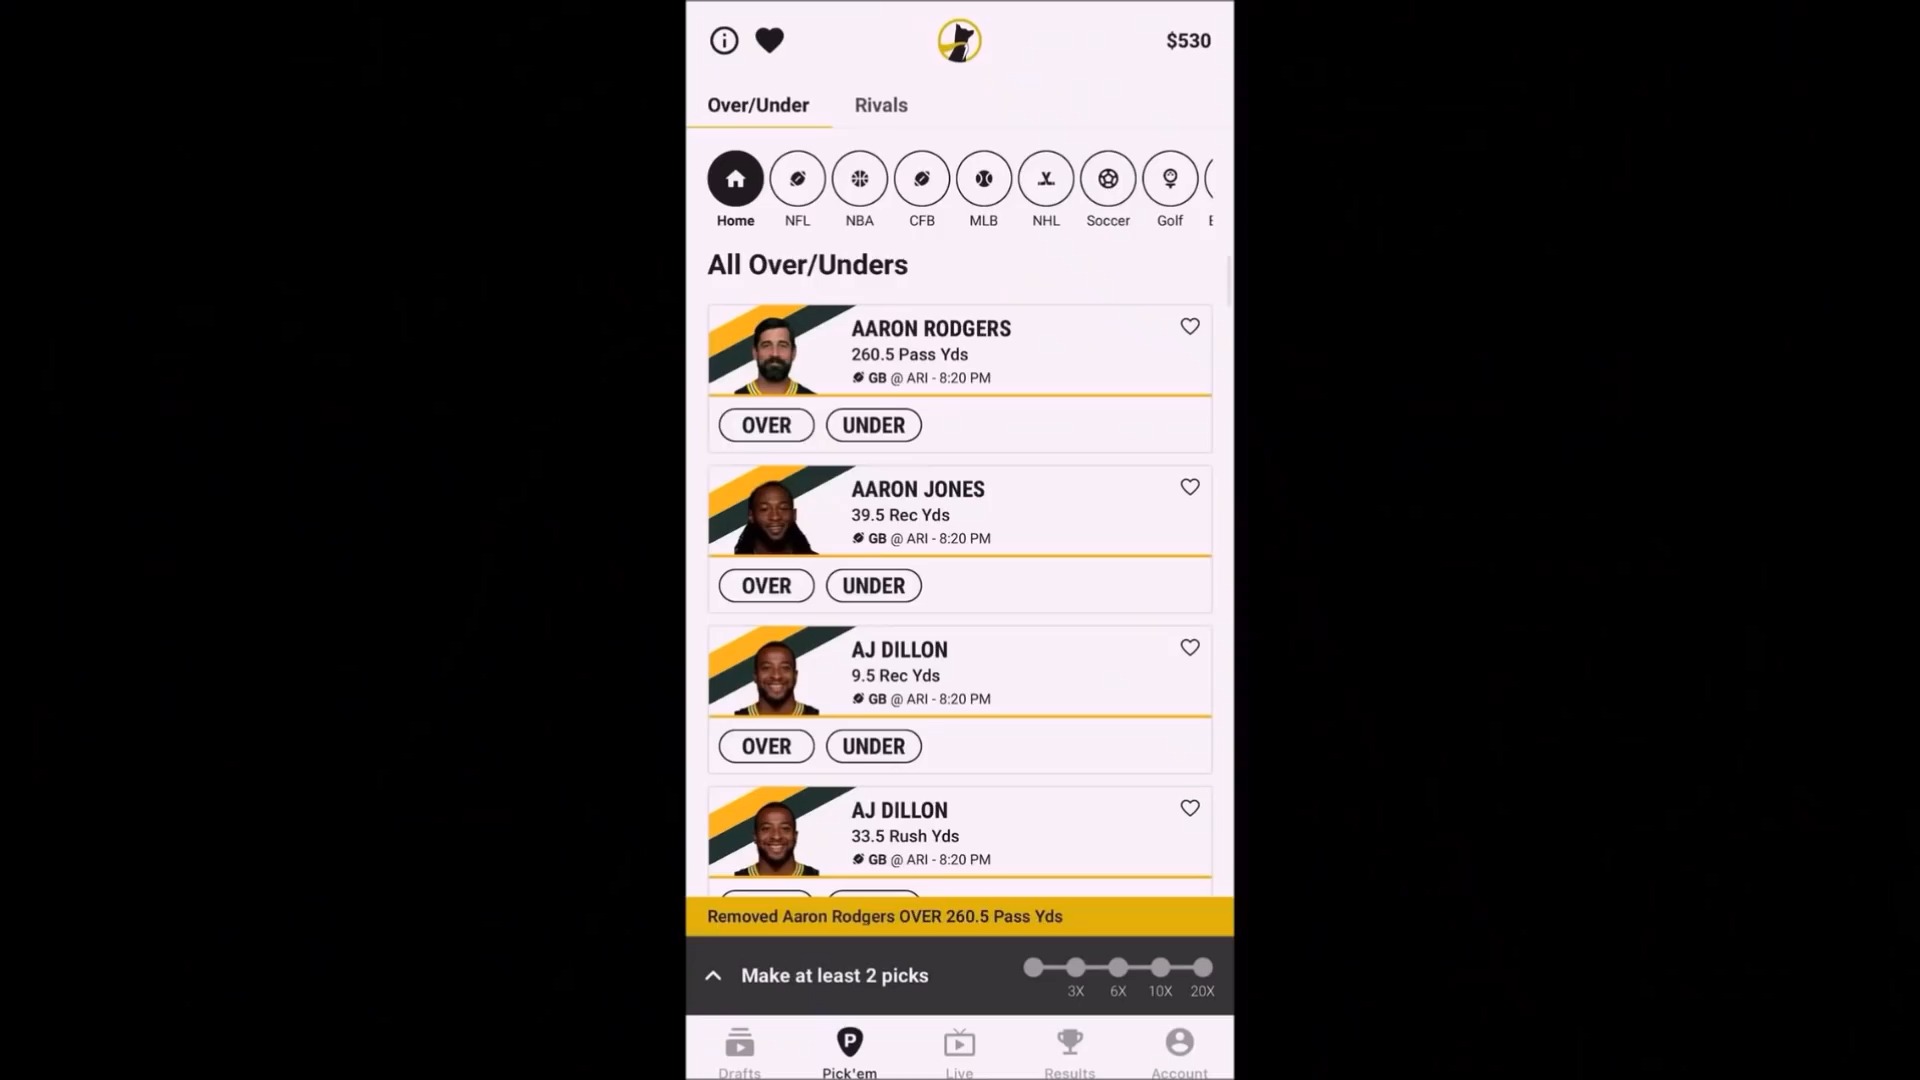 $530
Over/Under Rivals
Home NFL NBA CFB MLB NHL Soccer Golf
All Over/Unders
AARON RODGERS
260.5 Pass Yds
GB @ ARI - 8:20 PM
OVER UNDER
AARON JONES
39.5 Rec Yds
GB @ ARI - 8:20 PM
OVER UNDER
AJ DILLON
9.5 Rec Yds
GB @ ARI - 8:20 PM
OVER UNDER
AJ DILLON
33.5 Rush Yds
GB @ ARI - 8:20 PM
Removed Aaron Rodgers OVER 260.5 Pass Yds
Make at least 2 picks
3X 6X 10X 20X
Drafts Pick'em Live Results Account